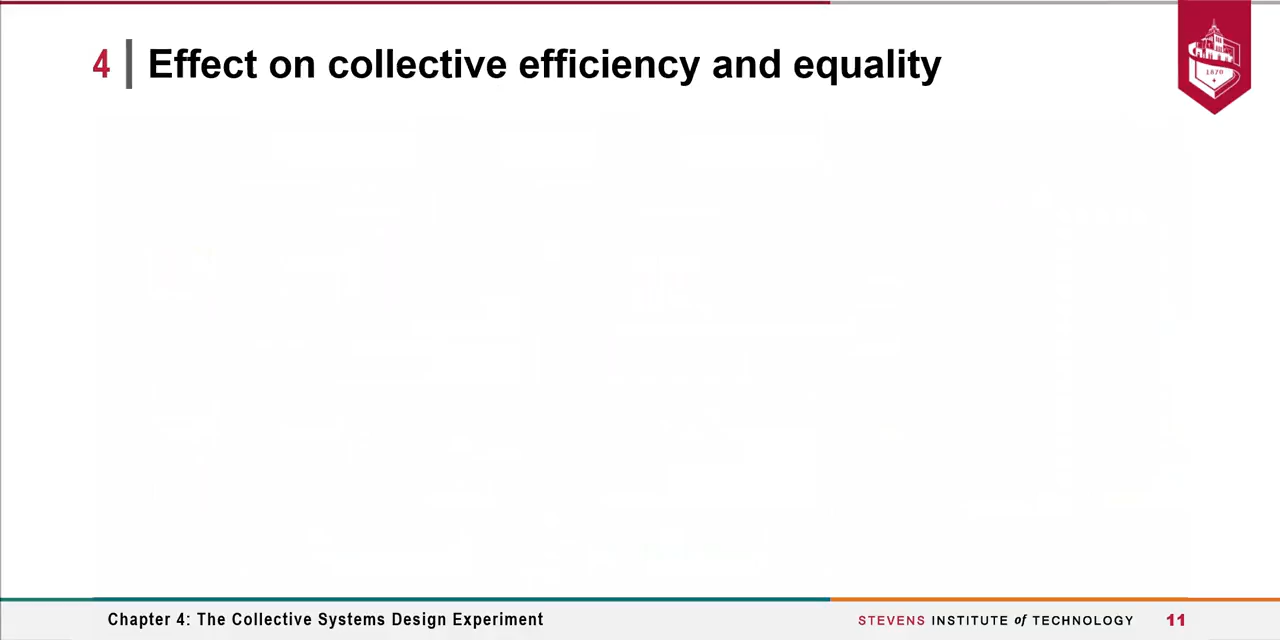 4 Effect on collective efficiency and equality
1870
Chapter 4: The Collective Systems Design Experiment
STEVENS INSTITUTE of TECHNOLOGY 11